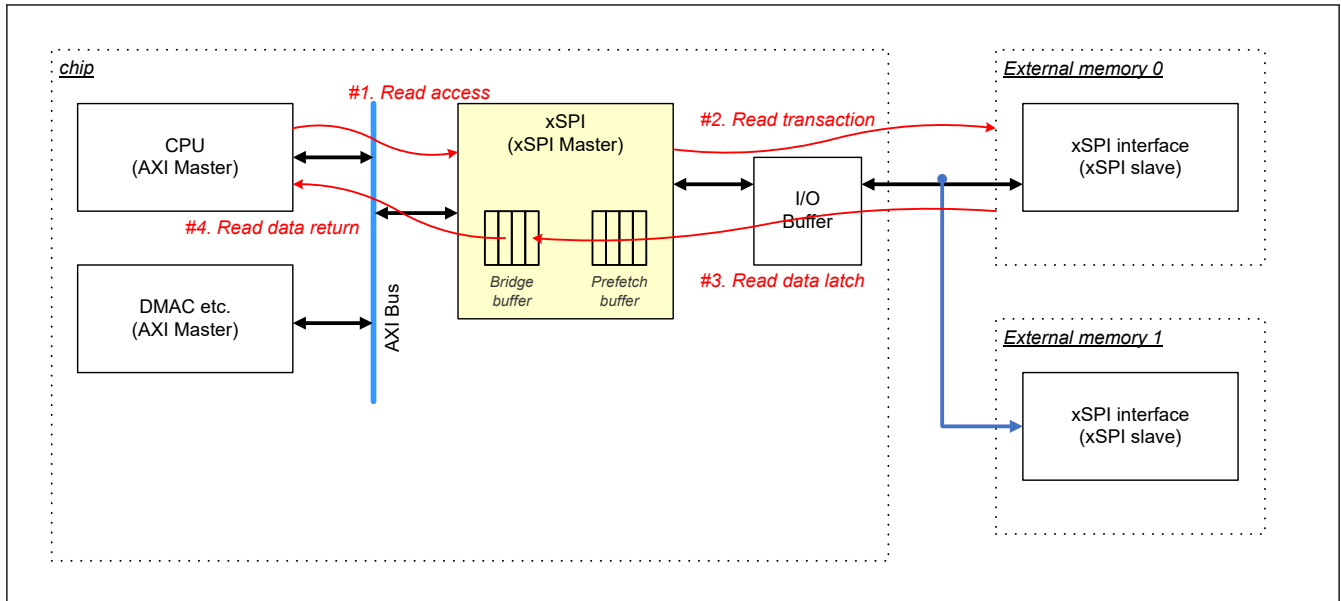 chip
#1. Read access
CPU
(AXI Master)
xSPI
(xSPI Master)
#2. Read transaction
External memory 0
xSPI interface
(xSPI slave)
I/O
Buffer
#4. Read data return
Bridge
buffer
Prefetch
buffer
#3. Read data latch
DMAC etc.
(AXI Master)
AXI Bus
External memory 1
xSPI interface
(xSPI slave)